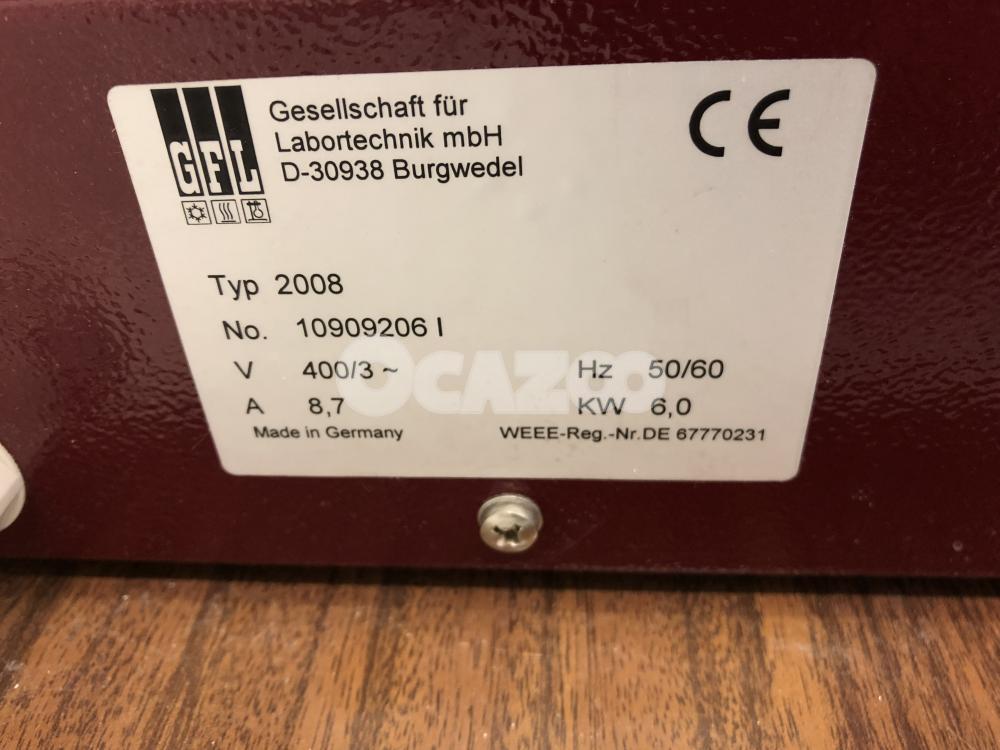 GFL
Gesellschaft für
Labortechnik mbH
D-30938 Burgwedel
CE
Typ 2008
No. 10909206 I
V 400/3 ~ Hz 50/60
OCAZOO
A 8,7 KW 6,0
Made in Germany WEEE-Reg.-Nr.DE 67770231